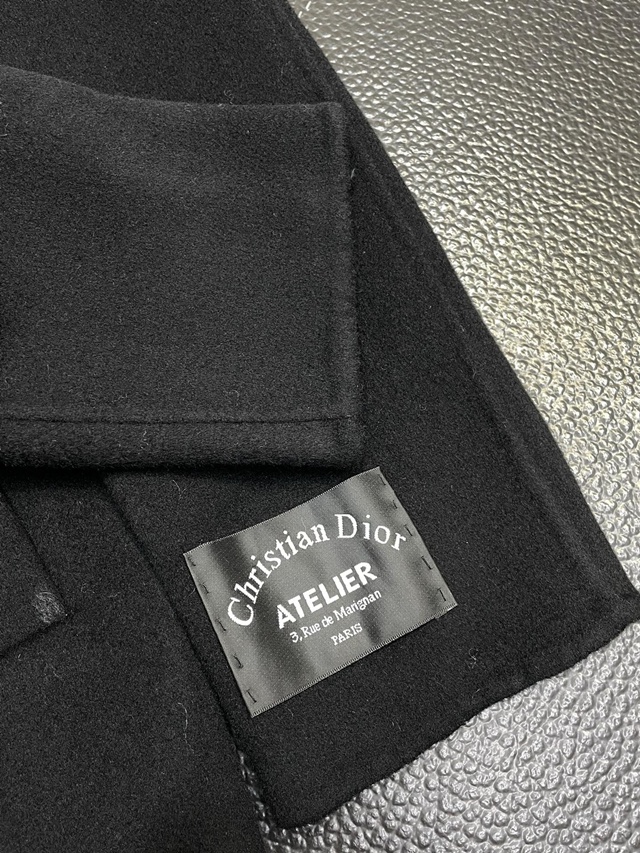 Christian Dior
ATELIER
3, Rue de Marignan
PARIS